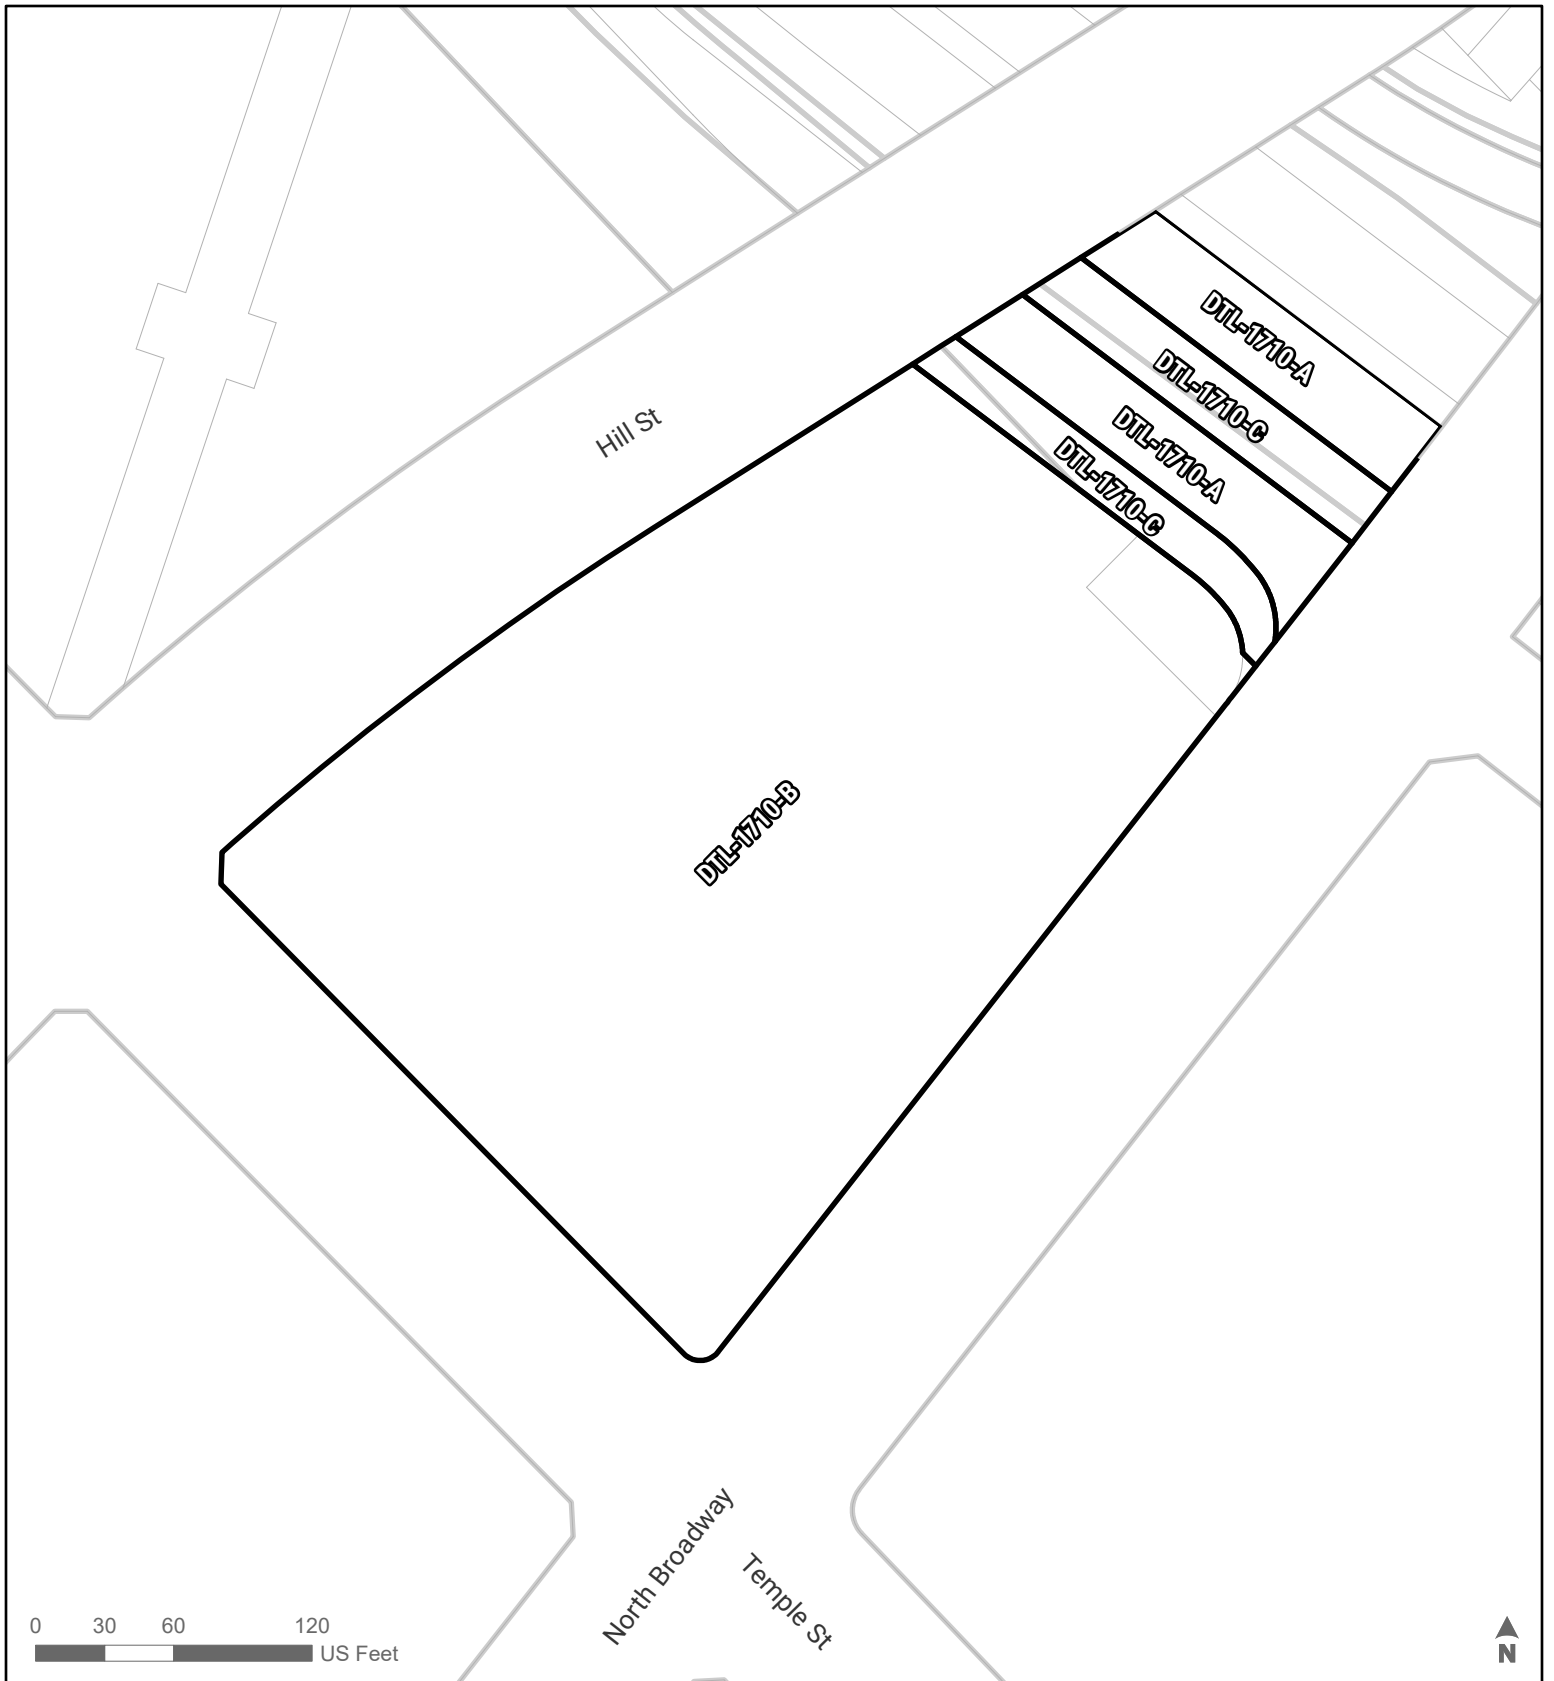 DTL-1710-A
DTL-1710-C
DTL-1710-A
DTL-1710-C
Hill St
DTL-1710-B
North Broadway
Temple St
0 30 60 120
US Feet
N